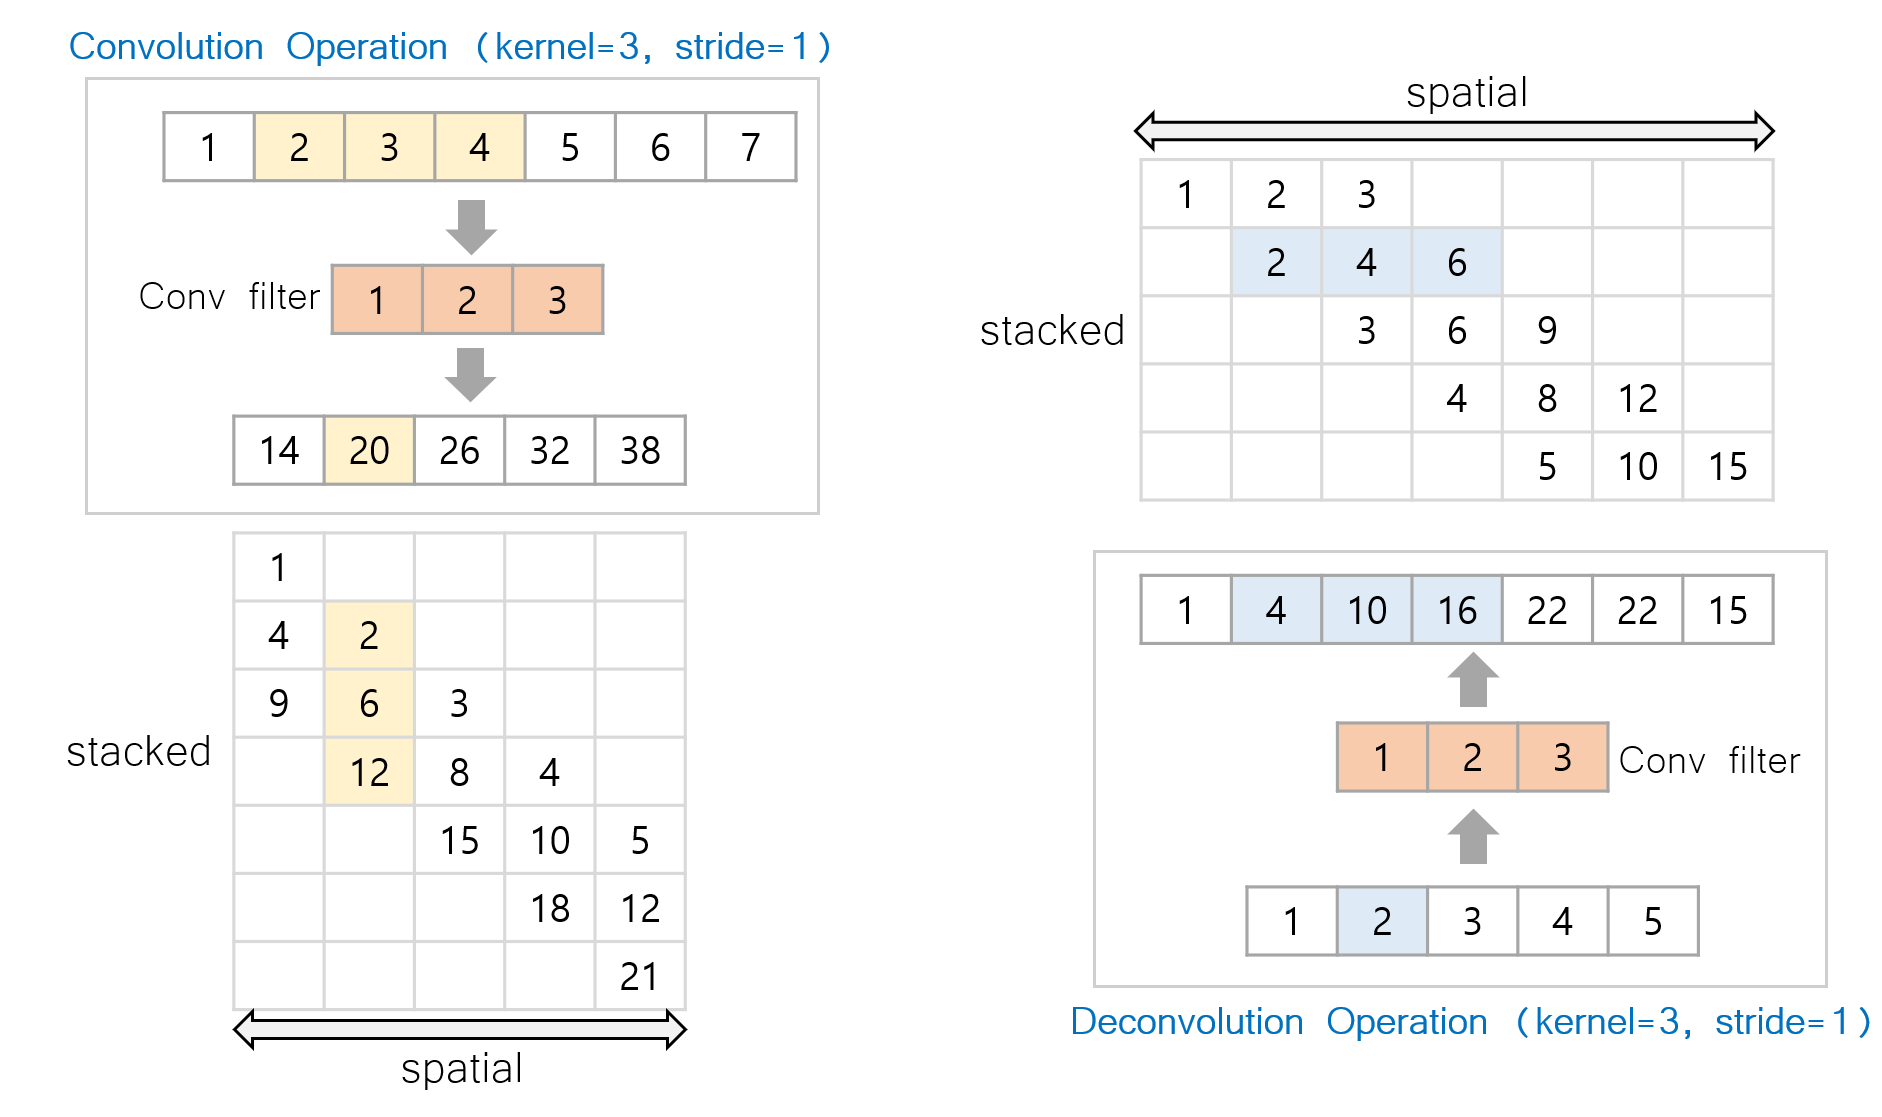 Convolution Operation (kernel=3, stride=1)
1 2 3 4 5 6 7
Conv filter 1 2 3
14 20 26 32 38
1
4 2
9 6 3
stacked
12 8 4
15 10 5
18 12
21
spatial
spatial
1 2 3
2 4 6
stacked 3 6 9
4 8 12
5 10 15
1 4 10 16 22 22 15
1 2 3 Conv filter
1 2 3 4 5
Deconvolution Operation (kernel=3, stride=1)